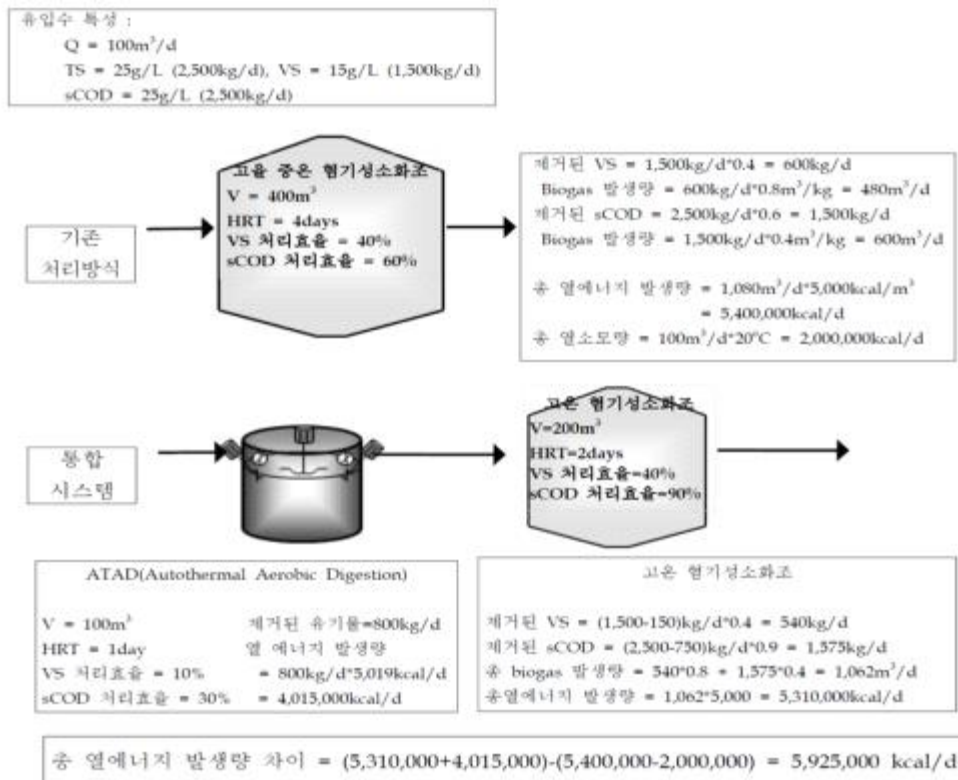 유입수 특성 :
Q = 100m³/d
TS = 25g/L (2,500kg/d), VS = 15g/L (1,500kg/d)
sCOD = 25g/L (2,500kg/d)
기존
처리방식
고율 중온 혐기성소화조
V = 400m³
HRT = 4days
VS 처리효율 = 40%
sCOD 처리효율 = 60%
제거된 VS = 1,500kg/d*0.4 = 600kg/d
Biogas 발생량 = 600kg/d*0.8m³/kg = 480m³/d
제거된 sCOD = 2,500kg/d*0.6 = 1,500kg/d
Biogas 발생량 = 1,500kg/d*0.4m³/kg = 600m³/d
총 열에너지 발생량 = 1,080m³/d*5,000kcal/m³
= 5,400,000kcal/d
총 열소모량 = 100m³/d*20°C = 2,000,000kcal/d
통합
시스템
고온 혐기성소화조
V=200m³
HRT=2days
VS 처리효율=40%
sCOD 처리효율=90%
ATAD(Autothermal Aerobic Digestion)
V = 100m³ 제거된 유기물=800kg/d
HRT = 1day 열 에너지 발생량
VS 처리효율 = 10% = 800kg/d*5,019kcal/d
sCOD 처리효율 = 30% = 4,015,000kcal/d
고온 혐기성소화조
제거된 VS = (1,500-150)kg/d*0.4 = 540kg/d
제거된 sCOD = (2,500-750)kg/d*0.9 = 1,575kg/d
총 biogas 발생량 = 540*0.8 + 1,575*0.4 = 1,062m³/d
총열에너지 발생량 = 1,062*5,000 = 5,310,000kcal/d
총 열에너지 발생량 차이 = (5,310,000+4,015,000)-(5,400,000-2,000,000) = 5,925,000 kcal/d